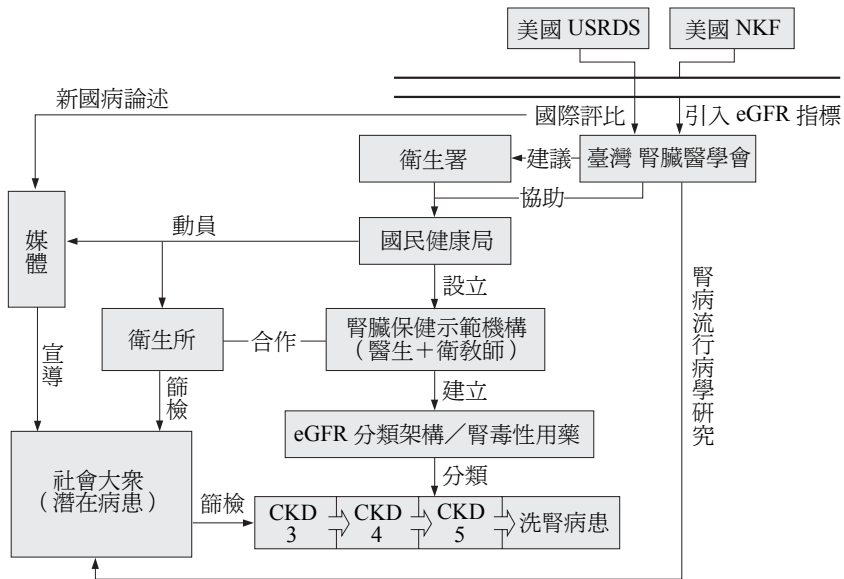 美國 USRDS
美國 NKF
新國病論述
國際評比
引入 eGFR 指標
衛生署
建議
臺灣 腎臟醫學會
協助
媒體
動員
國民健康局
設立
衛生所
合作
腎臟保健示範機構
(醫生＋衛教師)
宣導
篩檢
建立
腎病流行病學研究
eGFR 分類架構／腎毒性用藥
分類
社會大衆
(潛在病患)
篩檢
CKD 3
CKD 4
CKD 5
洗腎病患